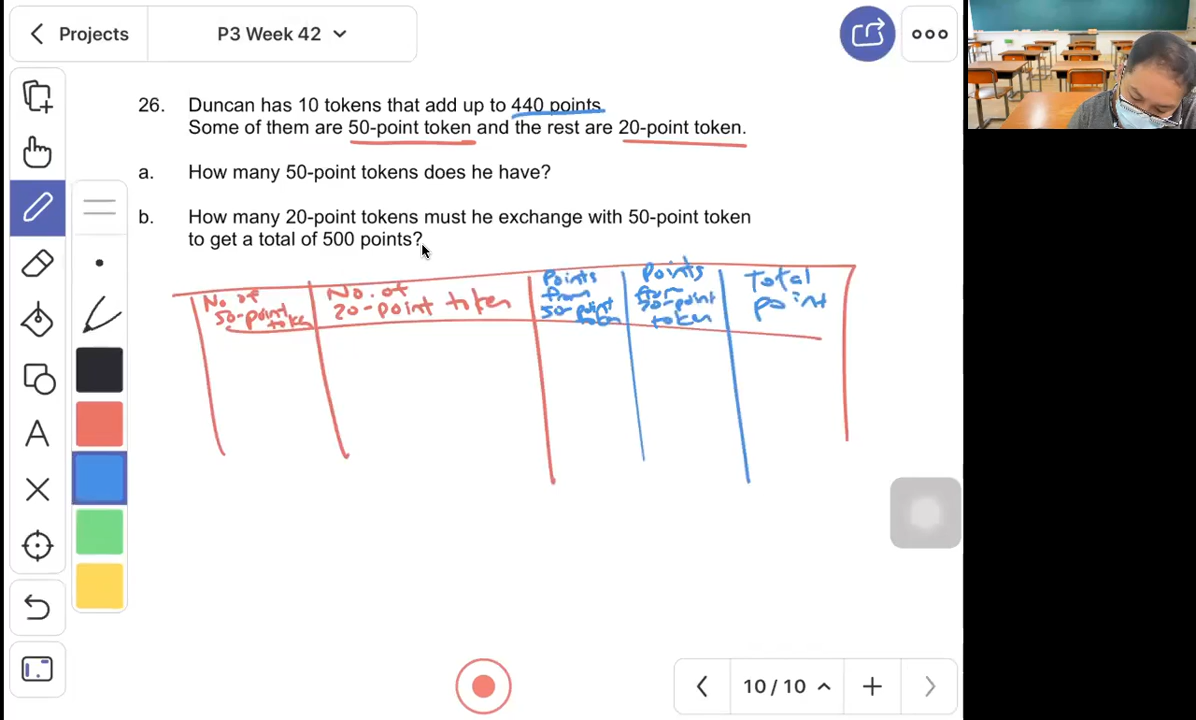 Projects
P3 Week 42
26. Duncan has 10 tokens that add up to 440 points.
Some of them are 50-point token and the rest are 20-point token.
a. How many 50-point tokens does he have?
b. How many 20-point tokens must he exchange with 50-point token
to get a total of 500 points?
No. of
50-point
token
No. of
20-point token
Points
from
50-point
token
Points
from
20-point
token
Total
point
A
10 / 10